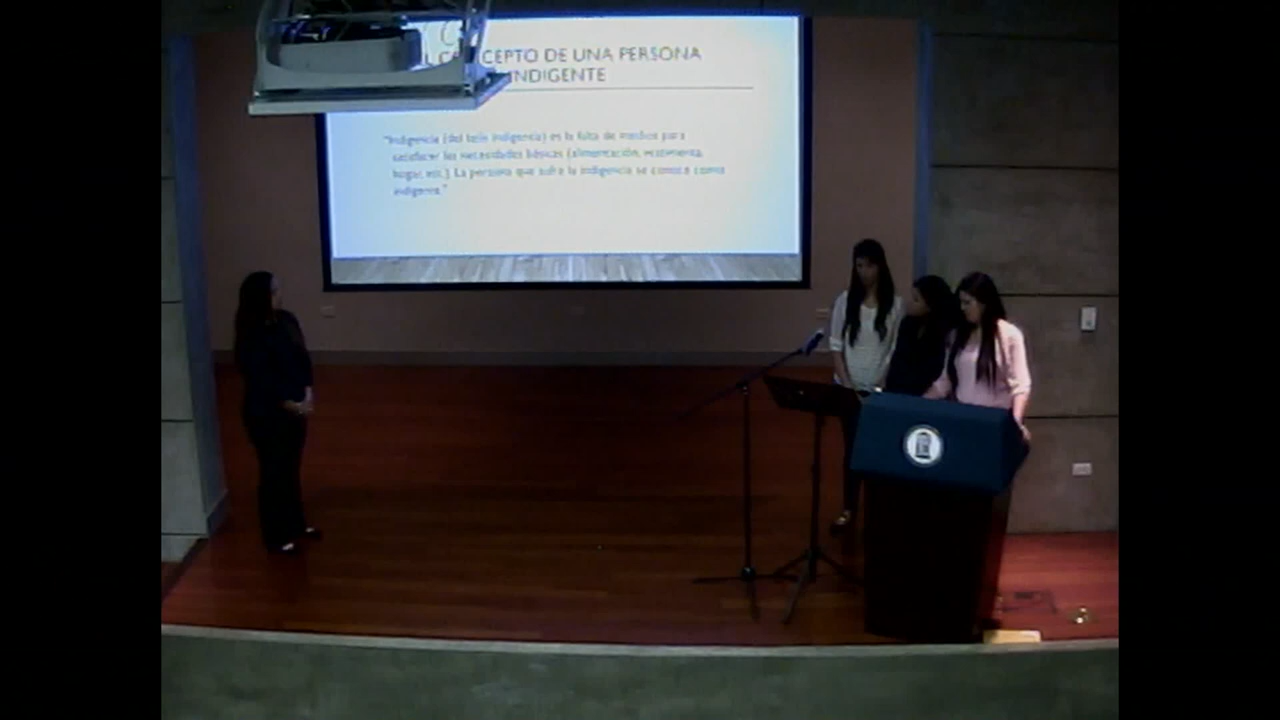 CEPTO DE UNA PERSONA
INDIGENTE
"Indigencia (del latín indigentia) es la falta de medios para
satisfacer las necesidades básicas (alimentación, vestimenta,
hogar, etc.). La persona que sufre la indigencia se conoce como
indigente."